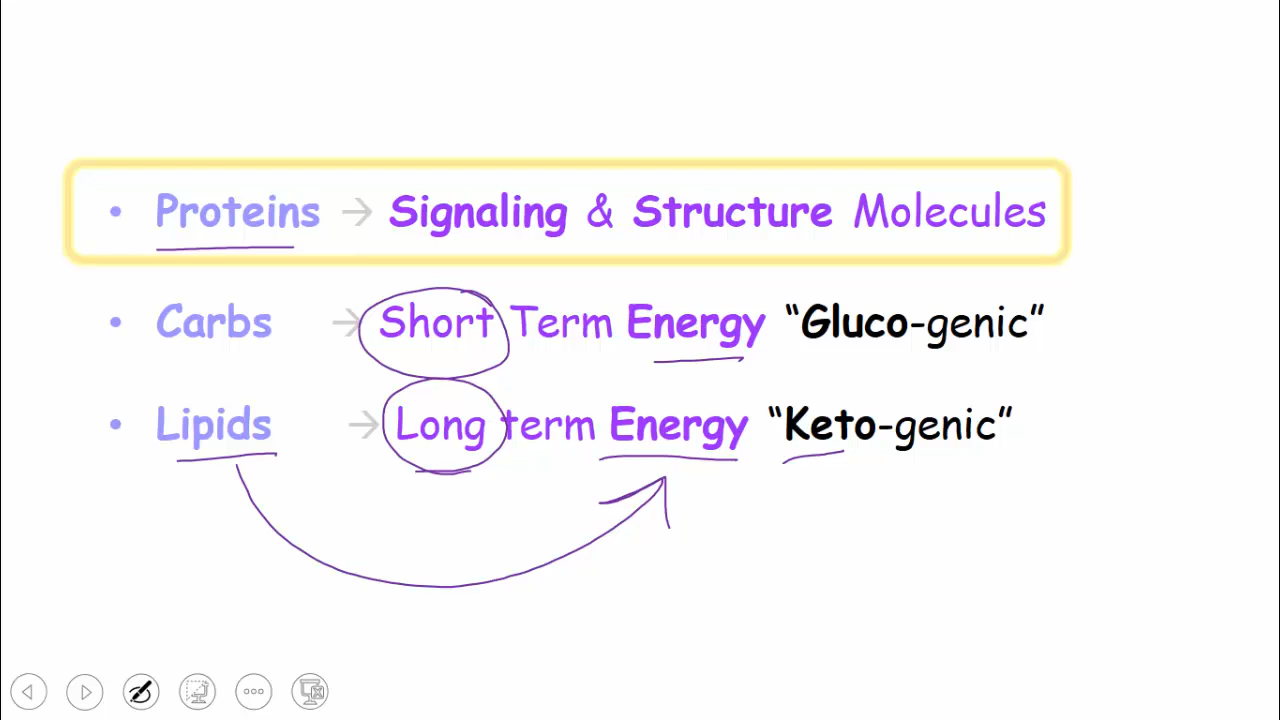 • Proteins → Signaling & Structure Molecules
• Carbs → Short Term Energy “Gluco-genic”
• Lipids → Long term Energy “Keto-genic”